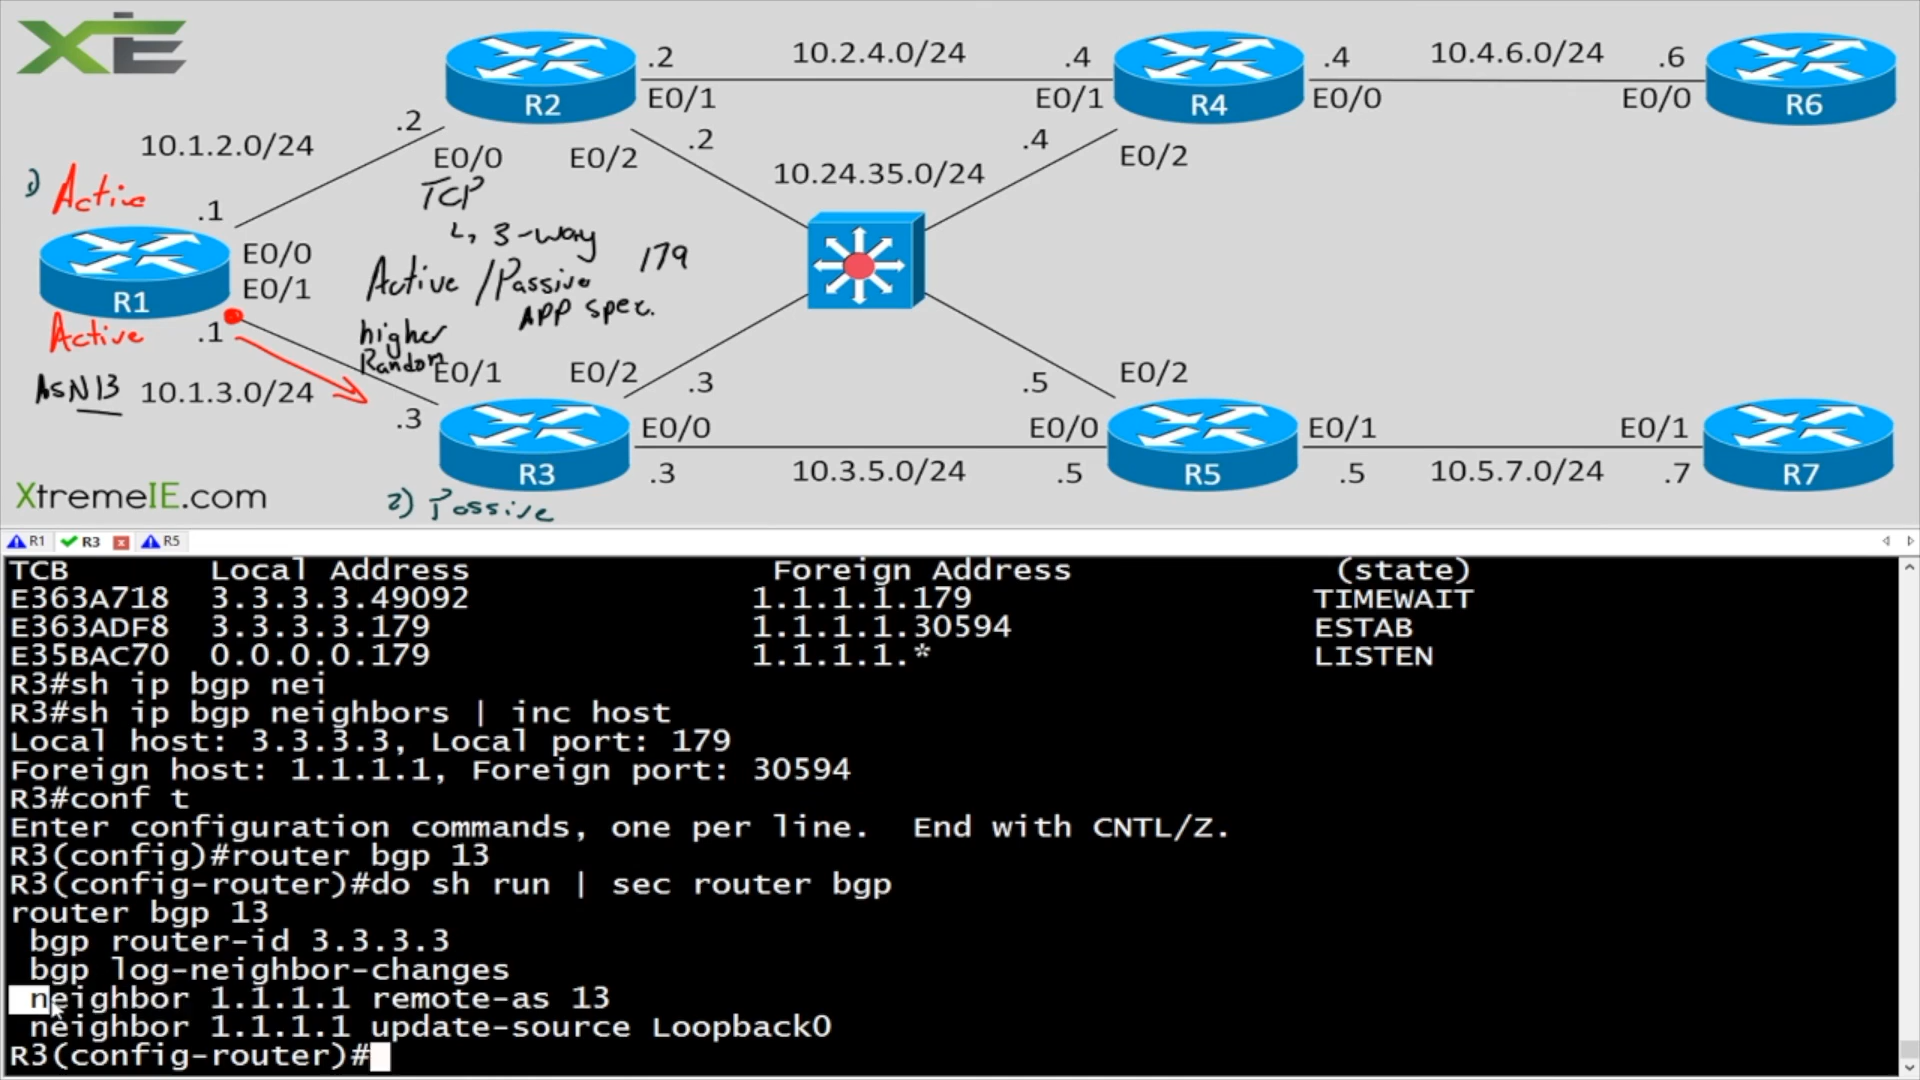 XIE
.2 10.2.4.0/24 .4
.4 10.4.6.0/24 .6
R2
E0/1
E0/1
R4
E0/0
E0/0
R6
10.1.2.0/24
.2
E0/0
E0/2
.2
.4
E0/2
10.24.35.0/24
1) Active
TCP
↳ 3-way
.1
E0/0
E0/1
R1
Active / Passive 179
APP spec.
Active
.1
higher
Random
ASN 13
10.1.3.0/24
.3
E0/1
E0/2
.3
.5
E0/2
E0/0
E0/0
E0/1
E0/1
R3
.3 10.3.5.0/24 .5
R5
.5 10.5.7.0/24 .7
R7
XtremeIE.com
2) Passive
R1 R3 R5
TCB Local Address Foreign Address (state)
E363A718 3.3.3.3.49092 1.1.1.1.179 TIMEWAIT
E363ADF8 3.3.3.3.179 1.1.1.1.30594 ESTAB
E35BAC70 0.0.0.0.179 1.1.1.1.* LISTEN
R3#sh ip bgp nei
R3#sh ip bgp neighbors | inc host
Local host: 3.3.3.3, Local port: 179
Foreign host: 1.1.1.1, Foreign port: 30594
R3#conf t
Enter configuration commands, one per line. End with CNTL/Z.
R3(config)#router bgp 13
R3(config-router)#do sh run | sec router bgp
router bgp 13
bgp router-id 3.3.3.3
bgp log-neighbor-changes
neighbor 1.1.1.1 remote-as 13
neighbor 1.1.1.1 update-source Loopback0
R3(config-router)#